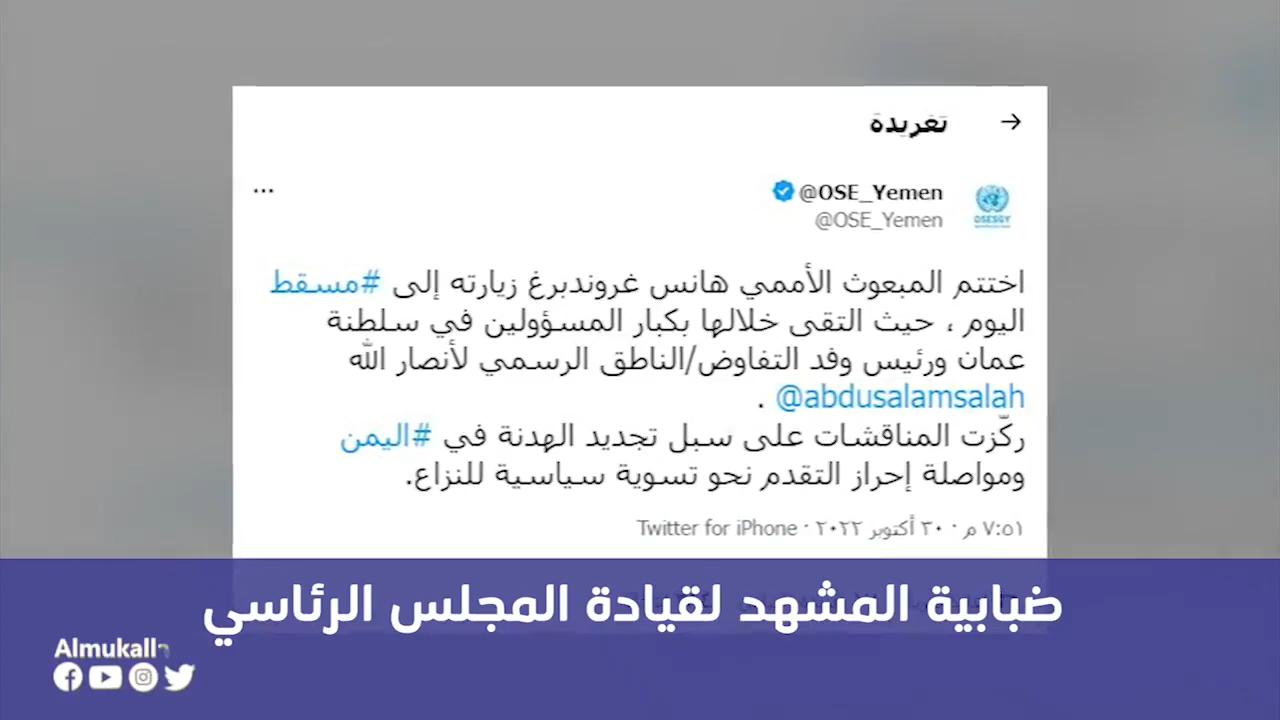 تغريدة
@OSE_Yemen
@OSE_Yemen
OSESGY
اختتم المبعوث الأممي هانس غروندبرغ زيارته إلى #مسقط
اليوم ، حيث التقى خلالها بكبار المسؤولين في سلطنة
عمان ورئيس وفد التفاوض/الناطق الرسمي لأنصار الله
@abdusalamsalah .
ركّزت المناقشات على سبل تجديد الهدنة في #اليمن
ومواصلة إحراز التقدم نحو تسوية سياسية للنزاع.
٧:٥١ م · ٣٠ أكتوبر ٢٠٢٢ · Twitter for iPhone
ضبابية المشهد لقيادة المجلس الرئاسي
Almukall